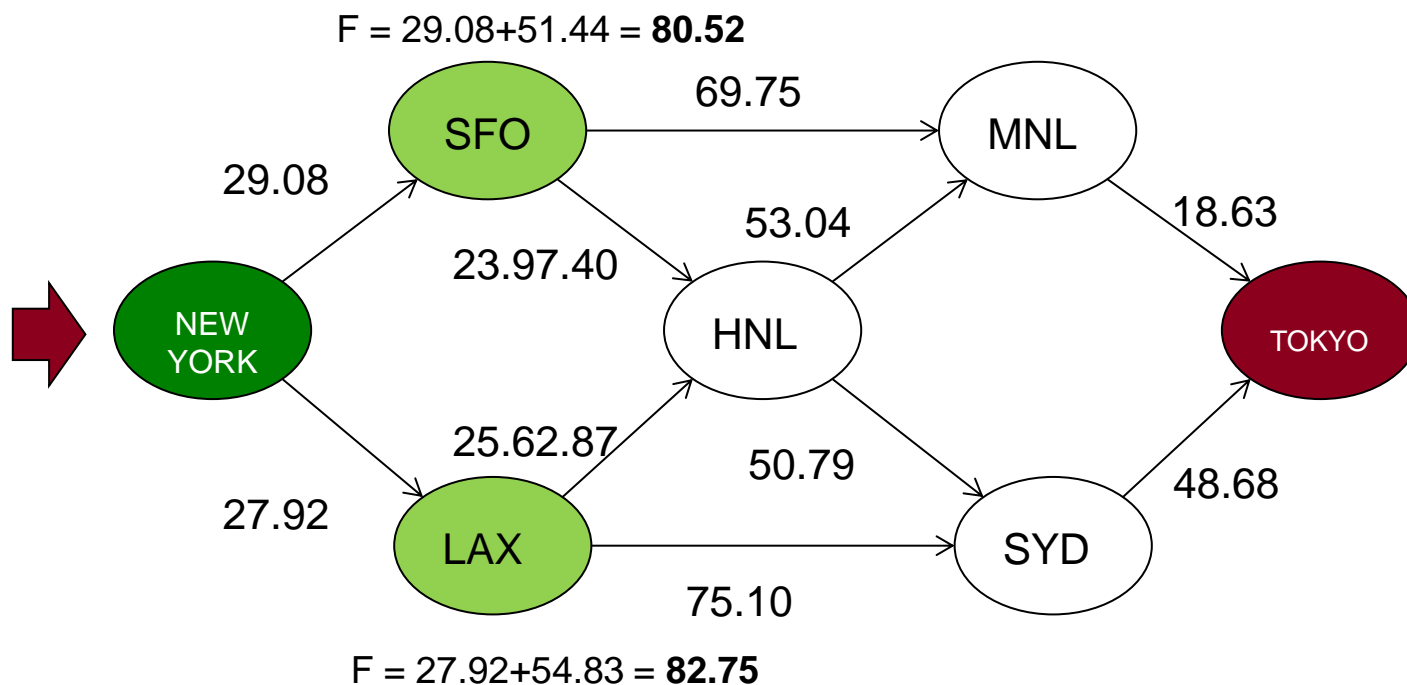 F = 29.08+51.44 = 80.52
69.75
SFO
MNL
29.08
53.04
18.63
23.97.40
NEW
YORK
HNL
TOKYO
25.62.87
50.79
48.68
27.92
LAX
SYD
75.10
F = 27.92+54.83 = 82.75